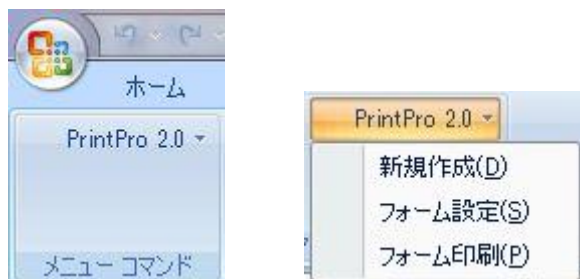 ホーム
PrintPro 2.0
メニュー コマンド
PrintPro 2.0
新規作成(D)
フォーム設定(S)
フォーム印刷(P)